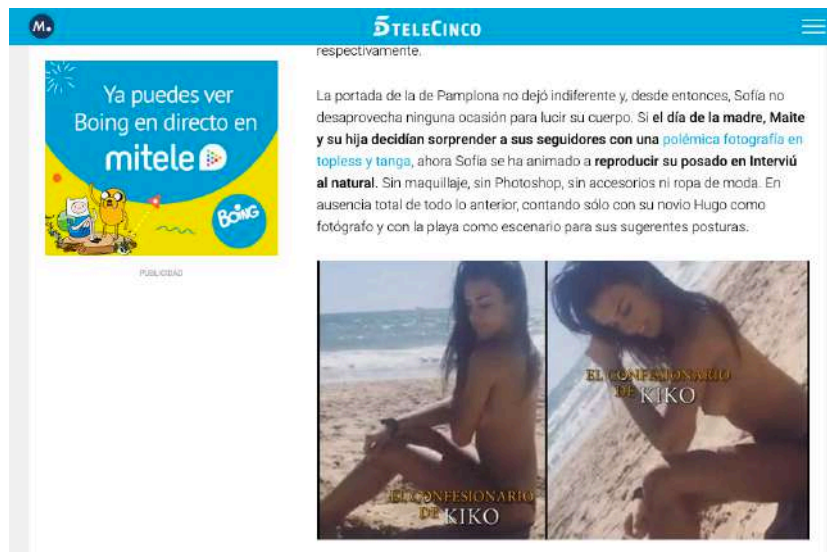 M.
5TELECINCO
respectivamente.
Ya puedes ver
Boing en directo en
mitele
BOING
PUBLICIDAD
La portada de la de Pamplona no dejó indiferente y, desde entonces, Sofía no
desaprovecha ninguna ocasión para lucir su cuerpo. Si el día de la madre, Maite
y su hija decidían sorprender a sus seguidores con una polémica fotografía en
topless y tanga, ahora Sofía se ha animado a reproducir su posado en Interviú
al natural. Sin maquillaje, sin Photoshop, sin accesorios ni ropa de moda. En
ausencia total de todo lo anterior, contando sólo con su novio Hugo como
fotógrafo y con la playa como escenario para sus sugerentes posturas.
EL CONFESIONARIO
DE KIKO
EL CONFESIONARIO
DE KIKO